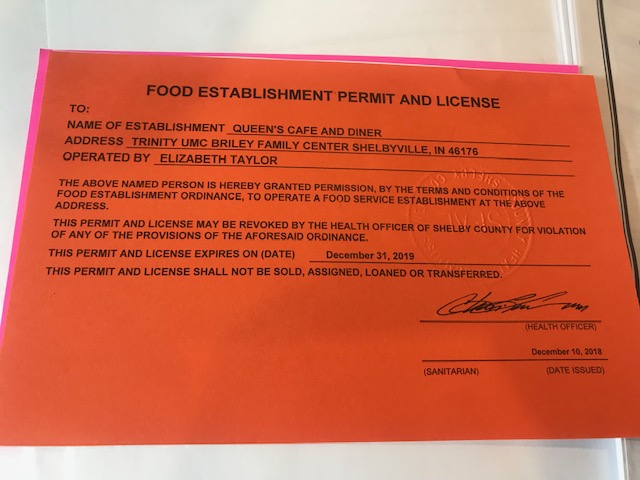 FOOD ESTABLISHMENT PERMIT AND LICENSE
TO:
NAME OF ESTABLISHMENT QUEEN'S CAFE AND DINER
ADDRESS TRINITY UMC BRILEY FAMILY CENTER SHELBYVILLE, IN 46176
OPERATED BY ELIZABETH TAYLOR
THE ABOVE NAMED PERSON IS HEREBY GRANTED PERMISSION, BY THE TERMS AND CONDITIONS OF THE
FOOD ESTABLISHMENT ORDINANCE, TO OPERATE A FOOD SERVICE ESTABLISHMENT AT THE ABOVE
ADDRESS.
THIS PERMIT AND LICENSE MAY BE REVOKED BY THE HEALTH OFFICER OF SHELBY COUNTY FOR VIOLATION
OF ANY OF THE PROVISIONS OF THE AFORESAID ORDINANCE.
THIS PERMIT AND LICENSE EXPIRES ON (DATE) December 31, 2019
THIS PERMIT AND LICENSE SHALL NOT BE SOLD, ASSIGNED, LOANED OR TRANSFERRED.
(HEALTH OFFICER)
December 10, 2018
(SANITARIAN) (DATE ISSUED)